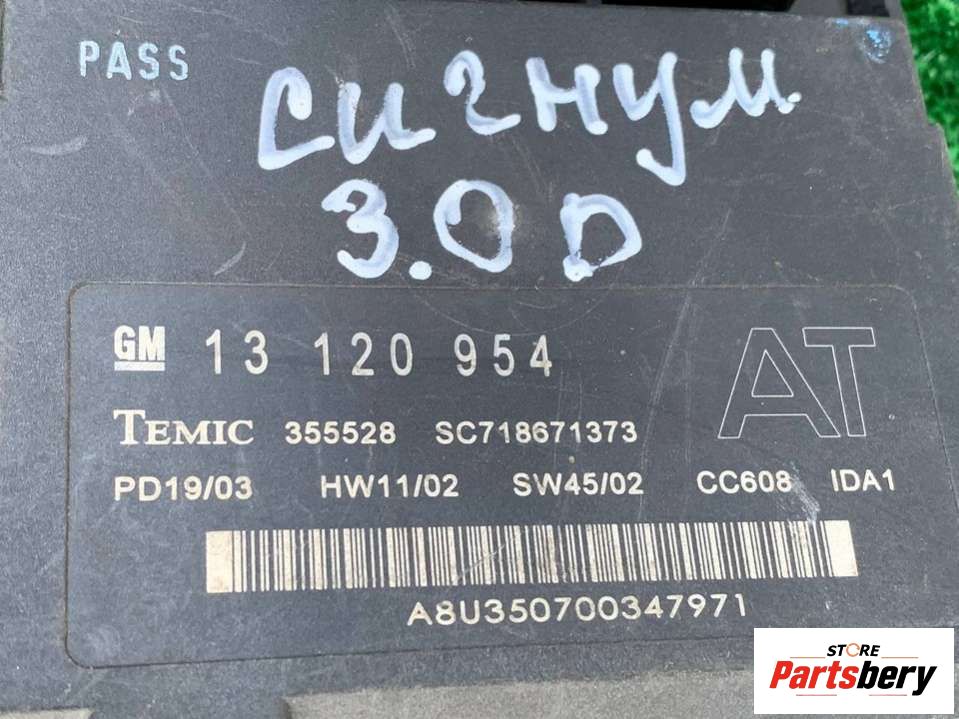 PASS
сигнум
3.0 D
GM 13 120 954
AT
TEMIC 355528 SC718671373
PD19/03 HW11/02 SW45/02 CC608 IDA1
A8U350700347971
STORE
Partsbery